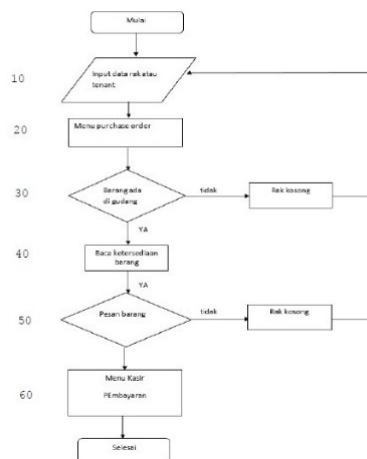 Mulai
10
Input data rak atau
tenant
20
Menu purchase order
30
Barang ada
di gudang
tidak
Rak kosong
YA
40
Baca ketersediaan
barang
YA
50
Pesan barang
tidak
Rak kosong
60
Menu Kasir
PEmbayaran
Selesai